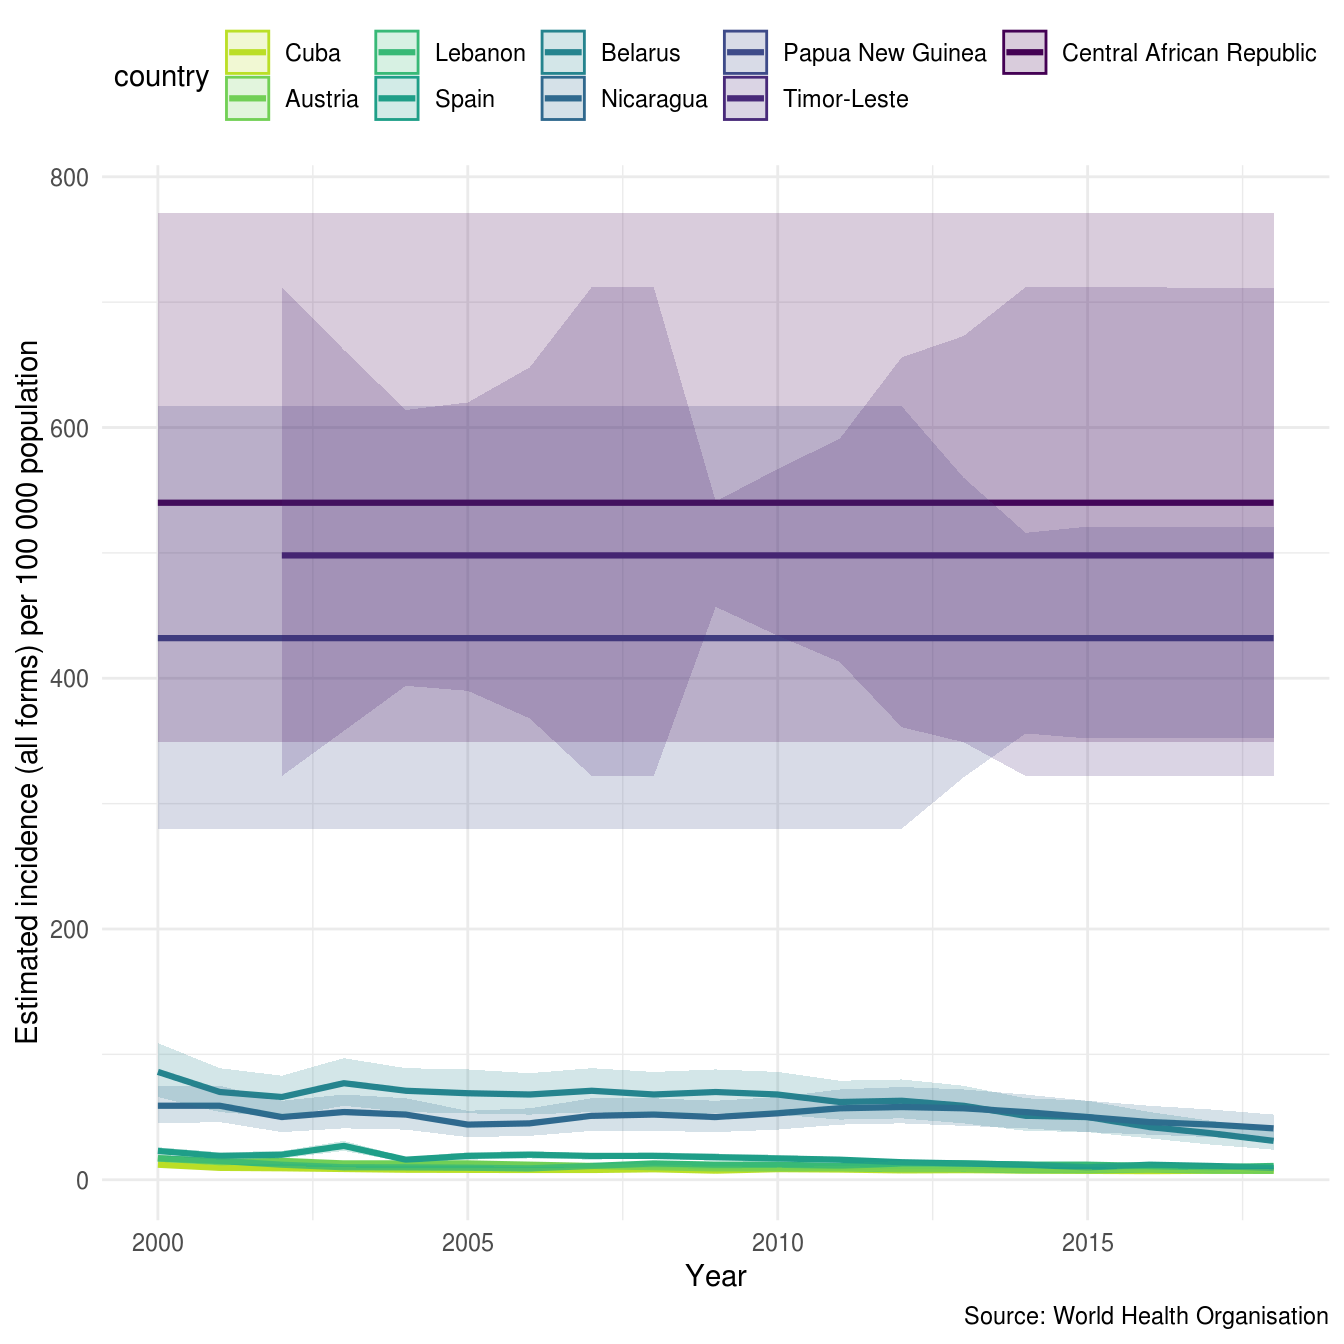 country
Cuba
Lebanon
Belarus
Papua New Guinea
Central African Republic
Austria
Spain
Nicaragua
Timor-Leste
Estimated incidence (all forms) per 100 000 population
800
600
400
200
0
2000
2005
2010
2015
Year
Source: World Health Organisation